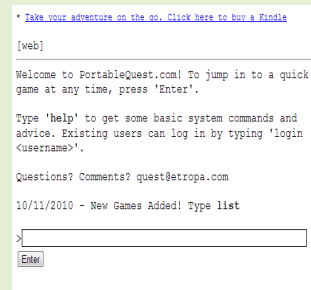 * Take your adventure on the go. Click here to buy a Kindle
[web]
Welcome to PortableQuest.com! To jump in to a quick
game at any time, press 'Enter'.
Type 'help' to get some basic system commands and
advice. Existing users can log in by typing 'login
<username>'.
Questions? Comments? quest@etropa.com
10/11/2010 - New Games Added! Type list
>
Enter